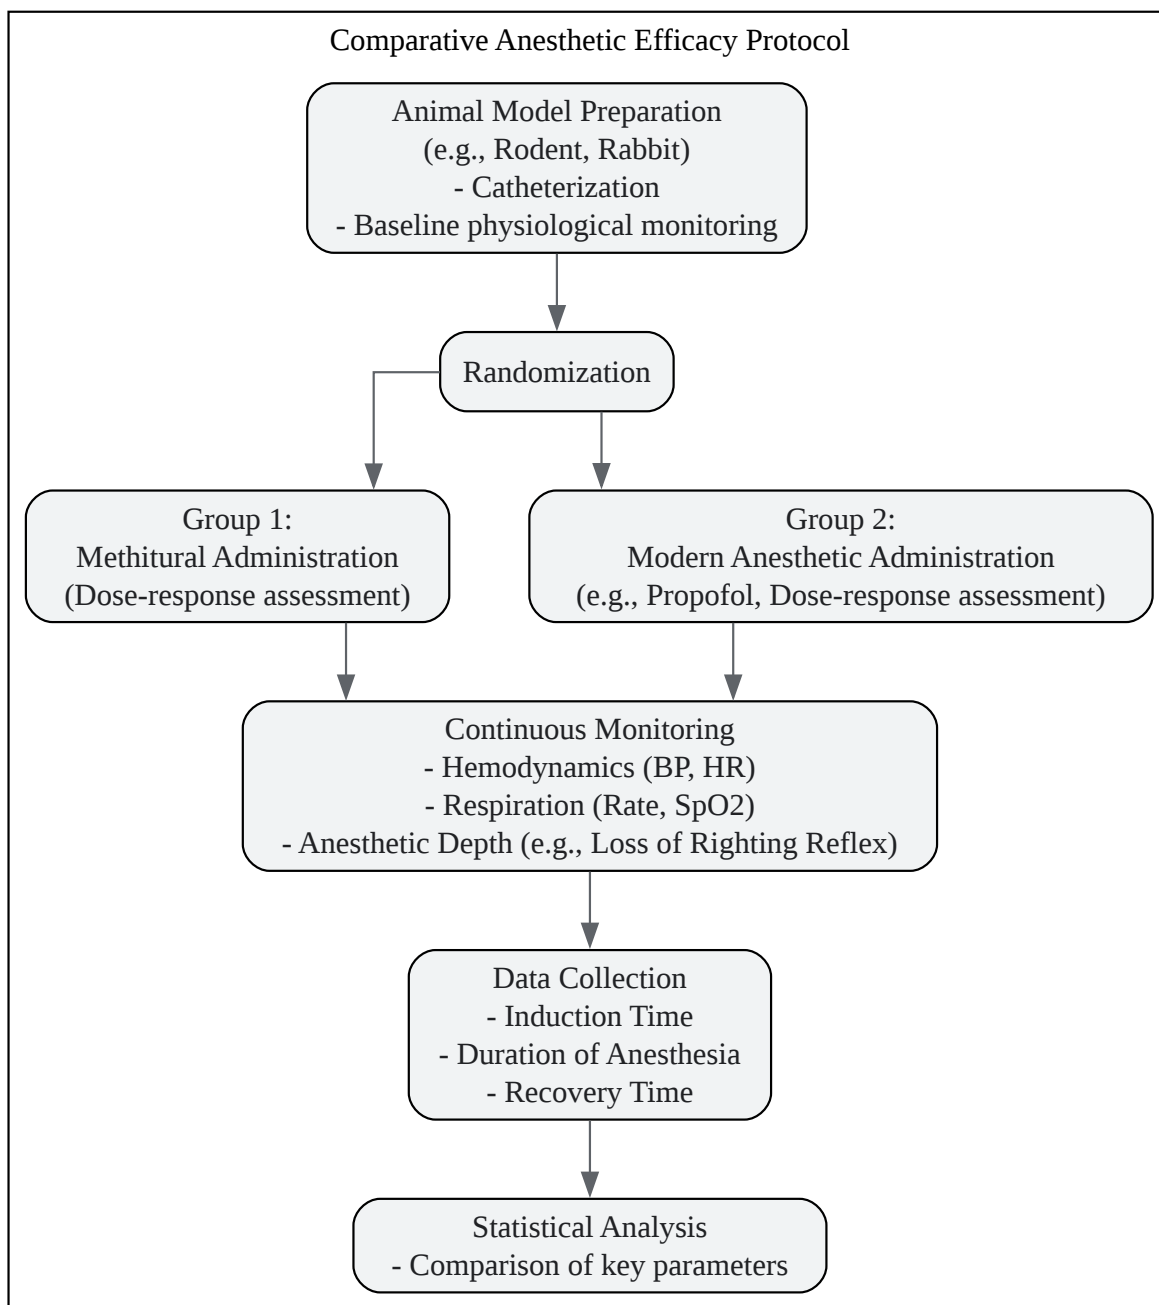 Comparative Anesthetic Efficacy Protocol
Animal Model Preparation
(e.g., Rodent, Rabbit)
- Catheterization
- Baseline physiological monitoring
Randomization
Group 1:
Methitural Administration
(Dose-response assessment)
Group 2:
Modern Anesthetic Administration
(e.g., Propofol, Dose-response assessment)
Continuous Monitoring
- Hemodynamics (BP, HR)
- Respiration (Rate, SpO2)
- Anesthetic Depth (e.g., Loss of Righting Reflex)
Data Collection
- Induction Time
- Duration of Anesthesia
- Recovery Time
Statistical Analysis
- Comparison of key parameters